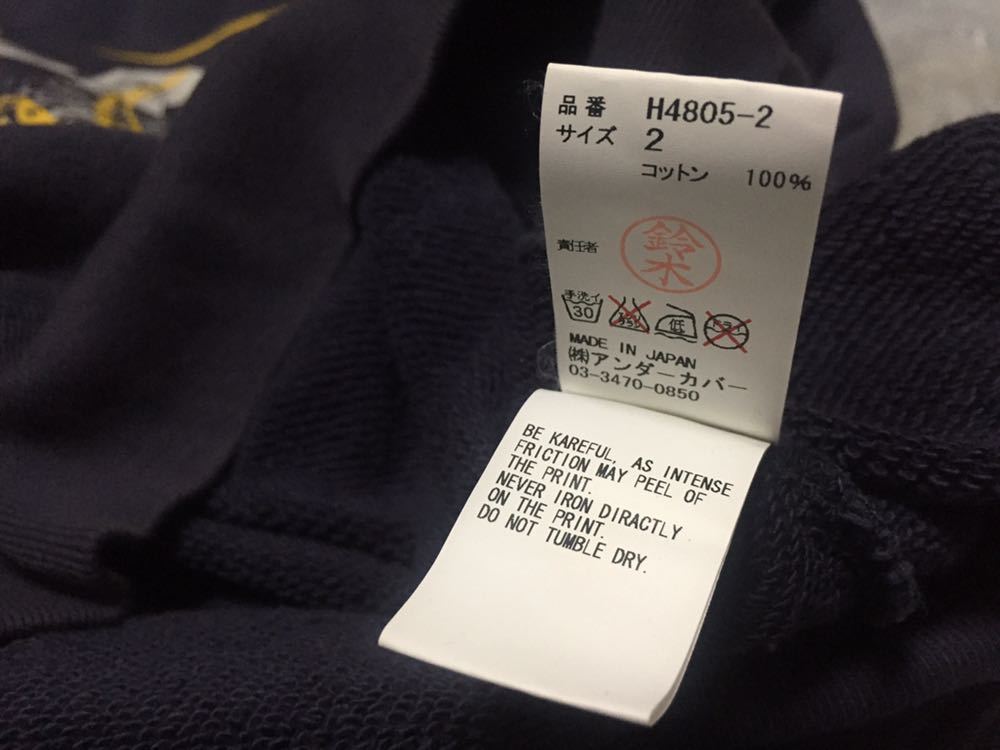 品番 H4805-2
サイズ 2
コットン 100%
責任者 鈴木
手洗イ
30
低
MADE IN JAPAN
㈱アンダーカバー
03-3470-0850
BE KAREFUL, AS INTENSE
FRICTION MAY PEEL OF
THE PRINT.
NEVER IRON DIRACTLY
ON THE PRINT.
DO NOT TUMBLE DRY.